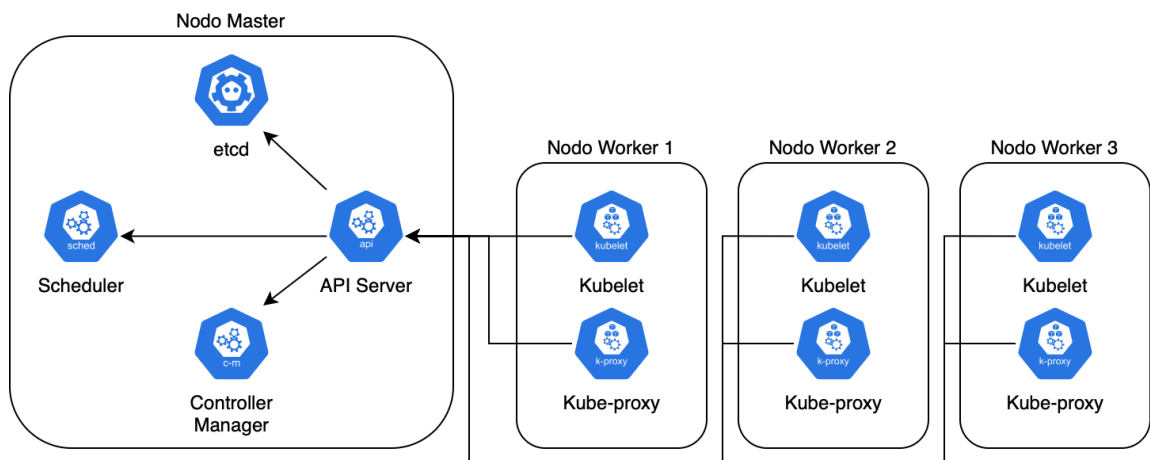 Nodo Master
etcd
sched
Scheduler
api
API Server
c-m
Controller
Manager
Nodo Worker 1
kubelet
Kubelet
k-proxy
Kube-proxy
Nodo Worker 2
kubelet
Kubelet
k-proxy
Kube-proxy
Nodo Worker 3
kubelet
Kubelet
k-proxy
Kube-proxy